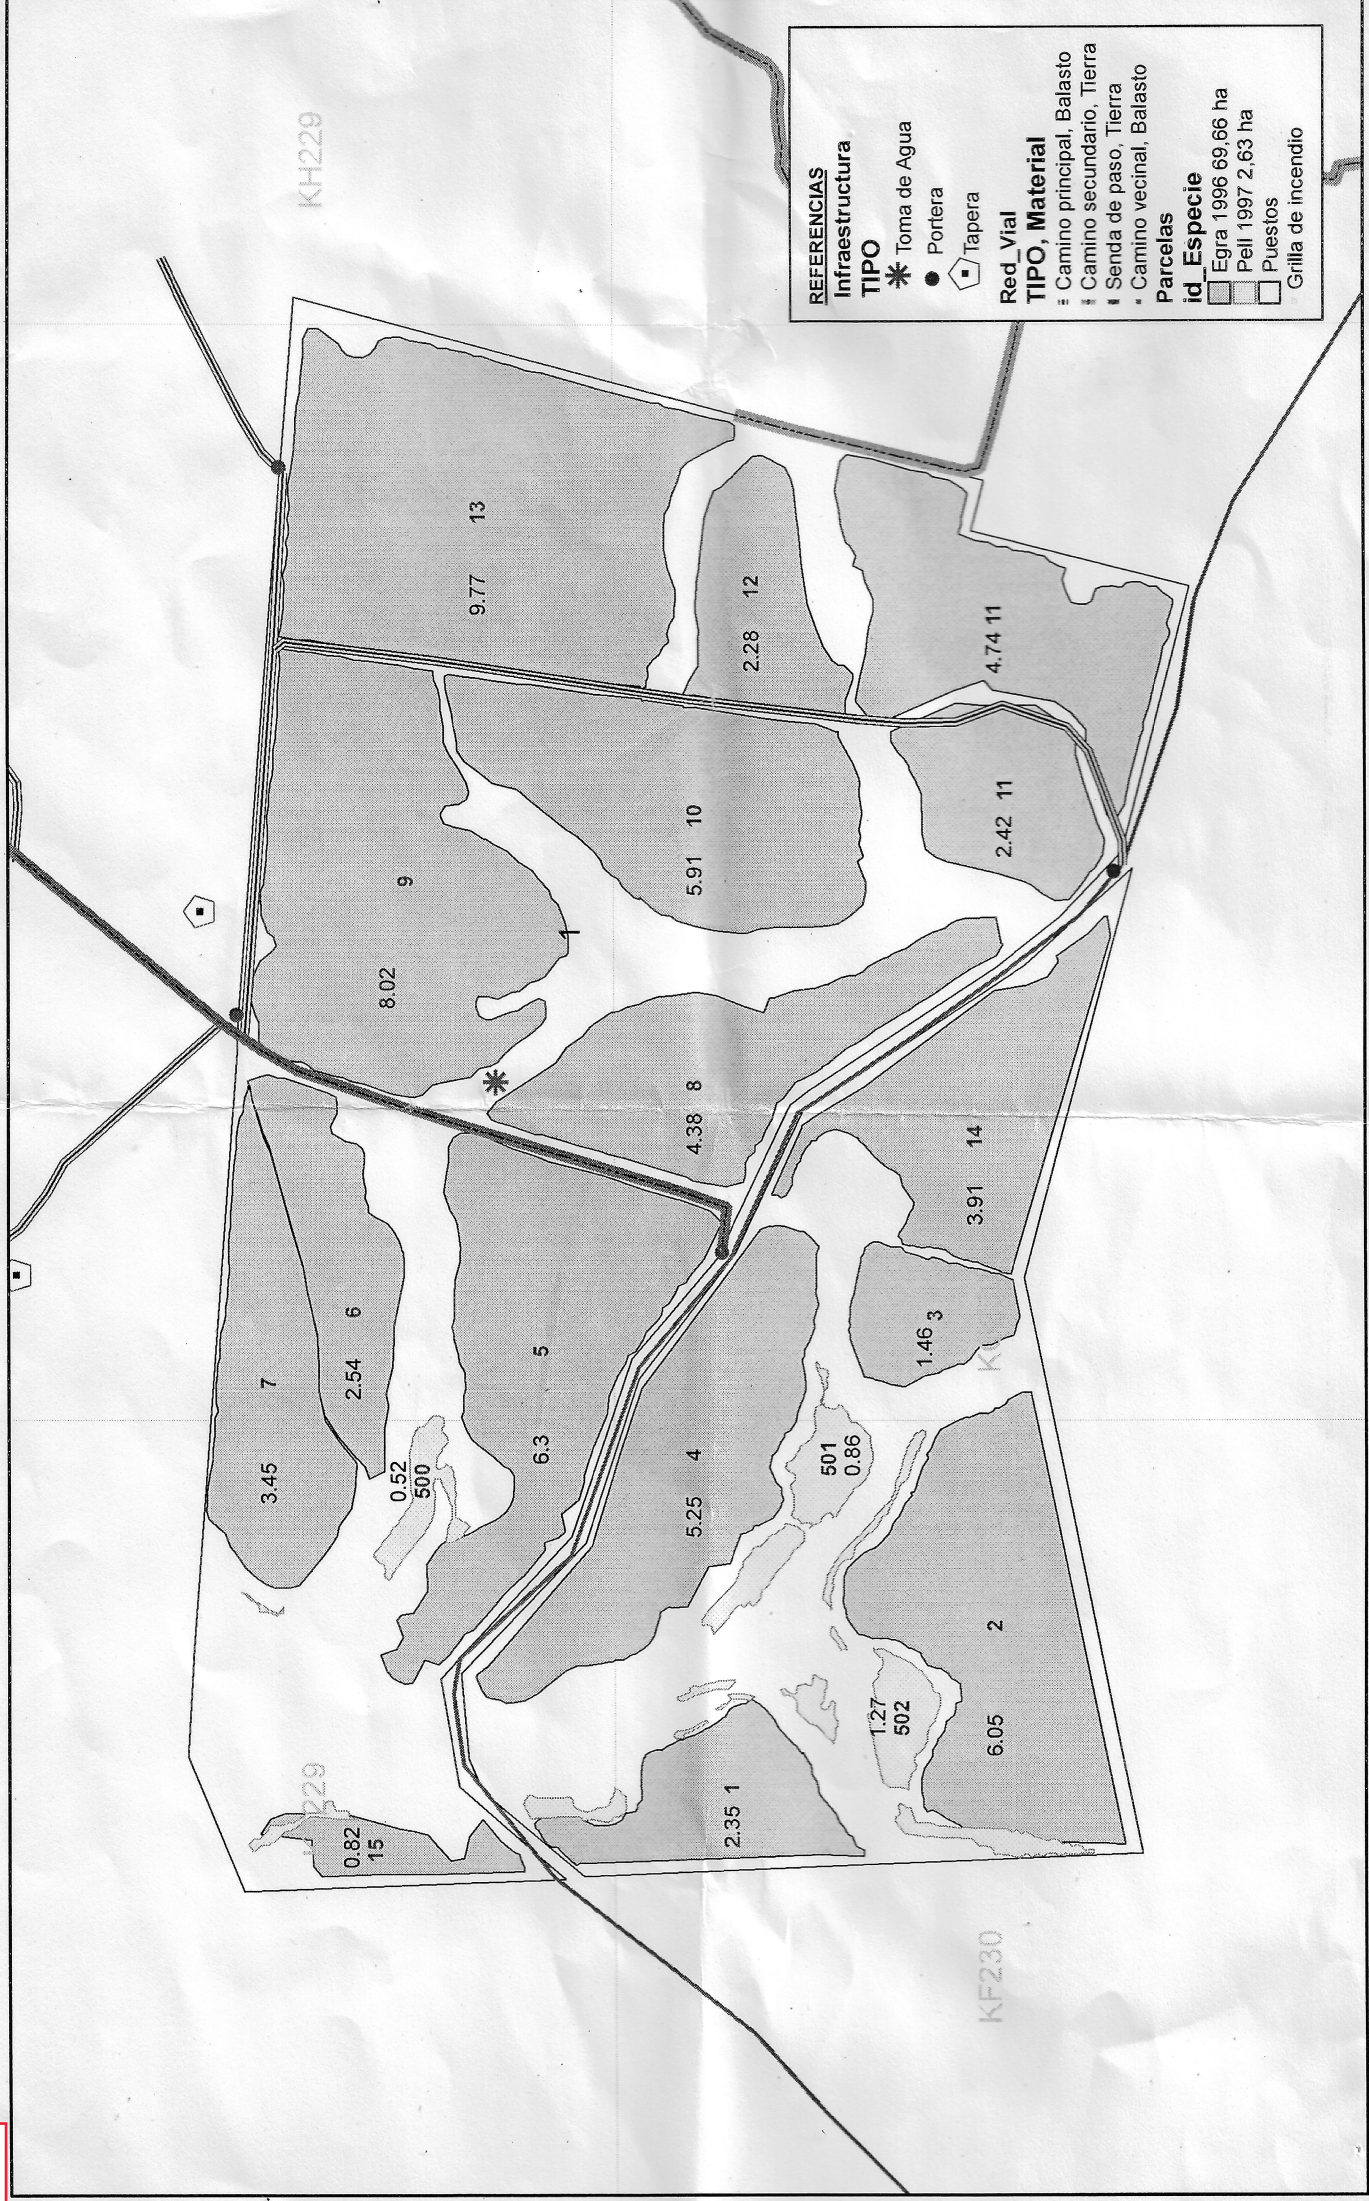 KH229
REFERENCIAS
Infraestructura
TIPO
Toma de Agua
Portera
Tapera
Red_Vial
TIPO, Material
Camino principal, Balasto
Camino secundario, Tierra
Senda de paso, Tierra
Camino vecinal, Balasto
Parcelas
id_Especie
Egra 1996 69,66 ha
Pell 1997 2,63 ha
Puestos
Grilla de incendio
9.77 13
2.28 12
4.74 11
2.42 11
5.91 10
8.02 9
1
4.38 8
3.91 14
1.46 3
3.45 7
2.54 6
6.3 5
5.25 4
0.52
500
501
0.86
1.27
502
6.05 2
2.35 1
0.82
15
229
KF230